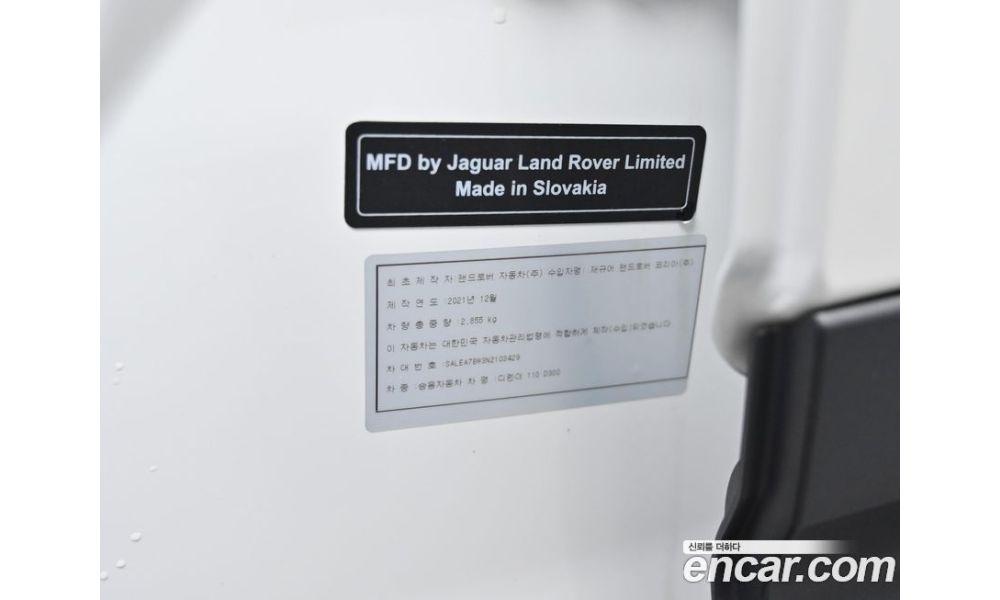 MFD by Jaguar Land Rover Limited
Made in Slovakia
최 초 제 작 자 랜드로버 자동차(주) 수입자명: 재규어 랜드로버 코리아(주)
제 작 연 도 :2021년 12월
차 량 총 중 량 :2,855 kg
이 자동차는 대한민국 자동차관리법령에 적합하게 제작(수입)되었습니다.
차 대 번 호 :SALEA7BW3N2103429
차 종 :승용자동차 차 명 :디펜더 110 D300
신뢰를 더하다
encar.com